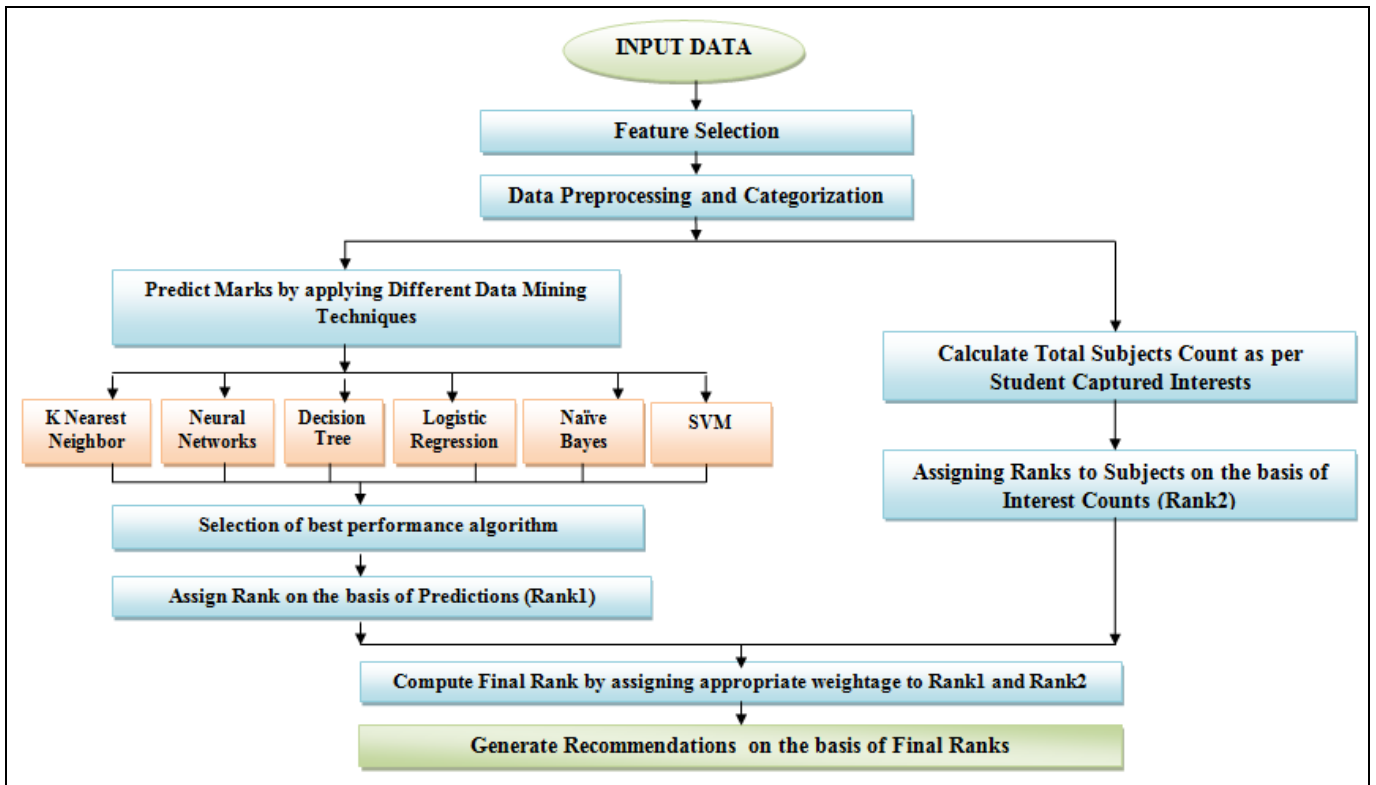 INPUT DATA
Feature Selection
Data Preprocessing and Categorization
Predict Marks by applying Different Data Mining
Techniques
K Nearest
Neighbor
Neural
Networks
Decision
Tree
Logistic
Regression
Naïve
Bayes
SVM
Selection of best performance algorithm
Assign Rank on the basis of Predictions (Rank1)
Calculate Total Subjects Count as per
Student Captured Interests
Assigning Ranks to Subjects on the basis of
Interest Counts (Rank2)
Compute Final Rank by assigning appropriate weightage to Rank1 and Rank2
Generate Recommendations on the basis of Final Ranks